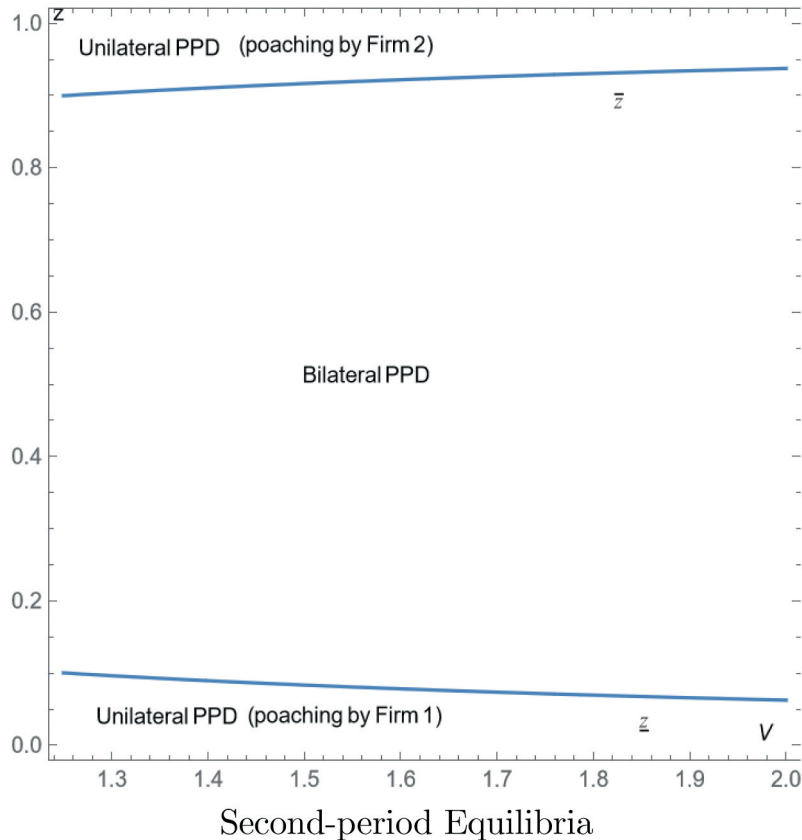 1.0
z
Unilateral PPD (poaching by Firm 2)
z̅
0.8
0.6
Bilateral PPD
0.4
0.2
Unilateral PPD (poaching by Firm 1)
z̲
V
0.0
1.3 1.4 1.5 1.6 1.7 1.8 1.9 2.0
Second-period Equilibria